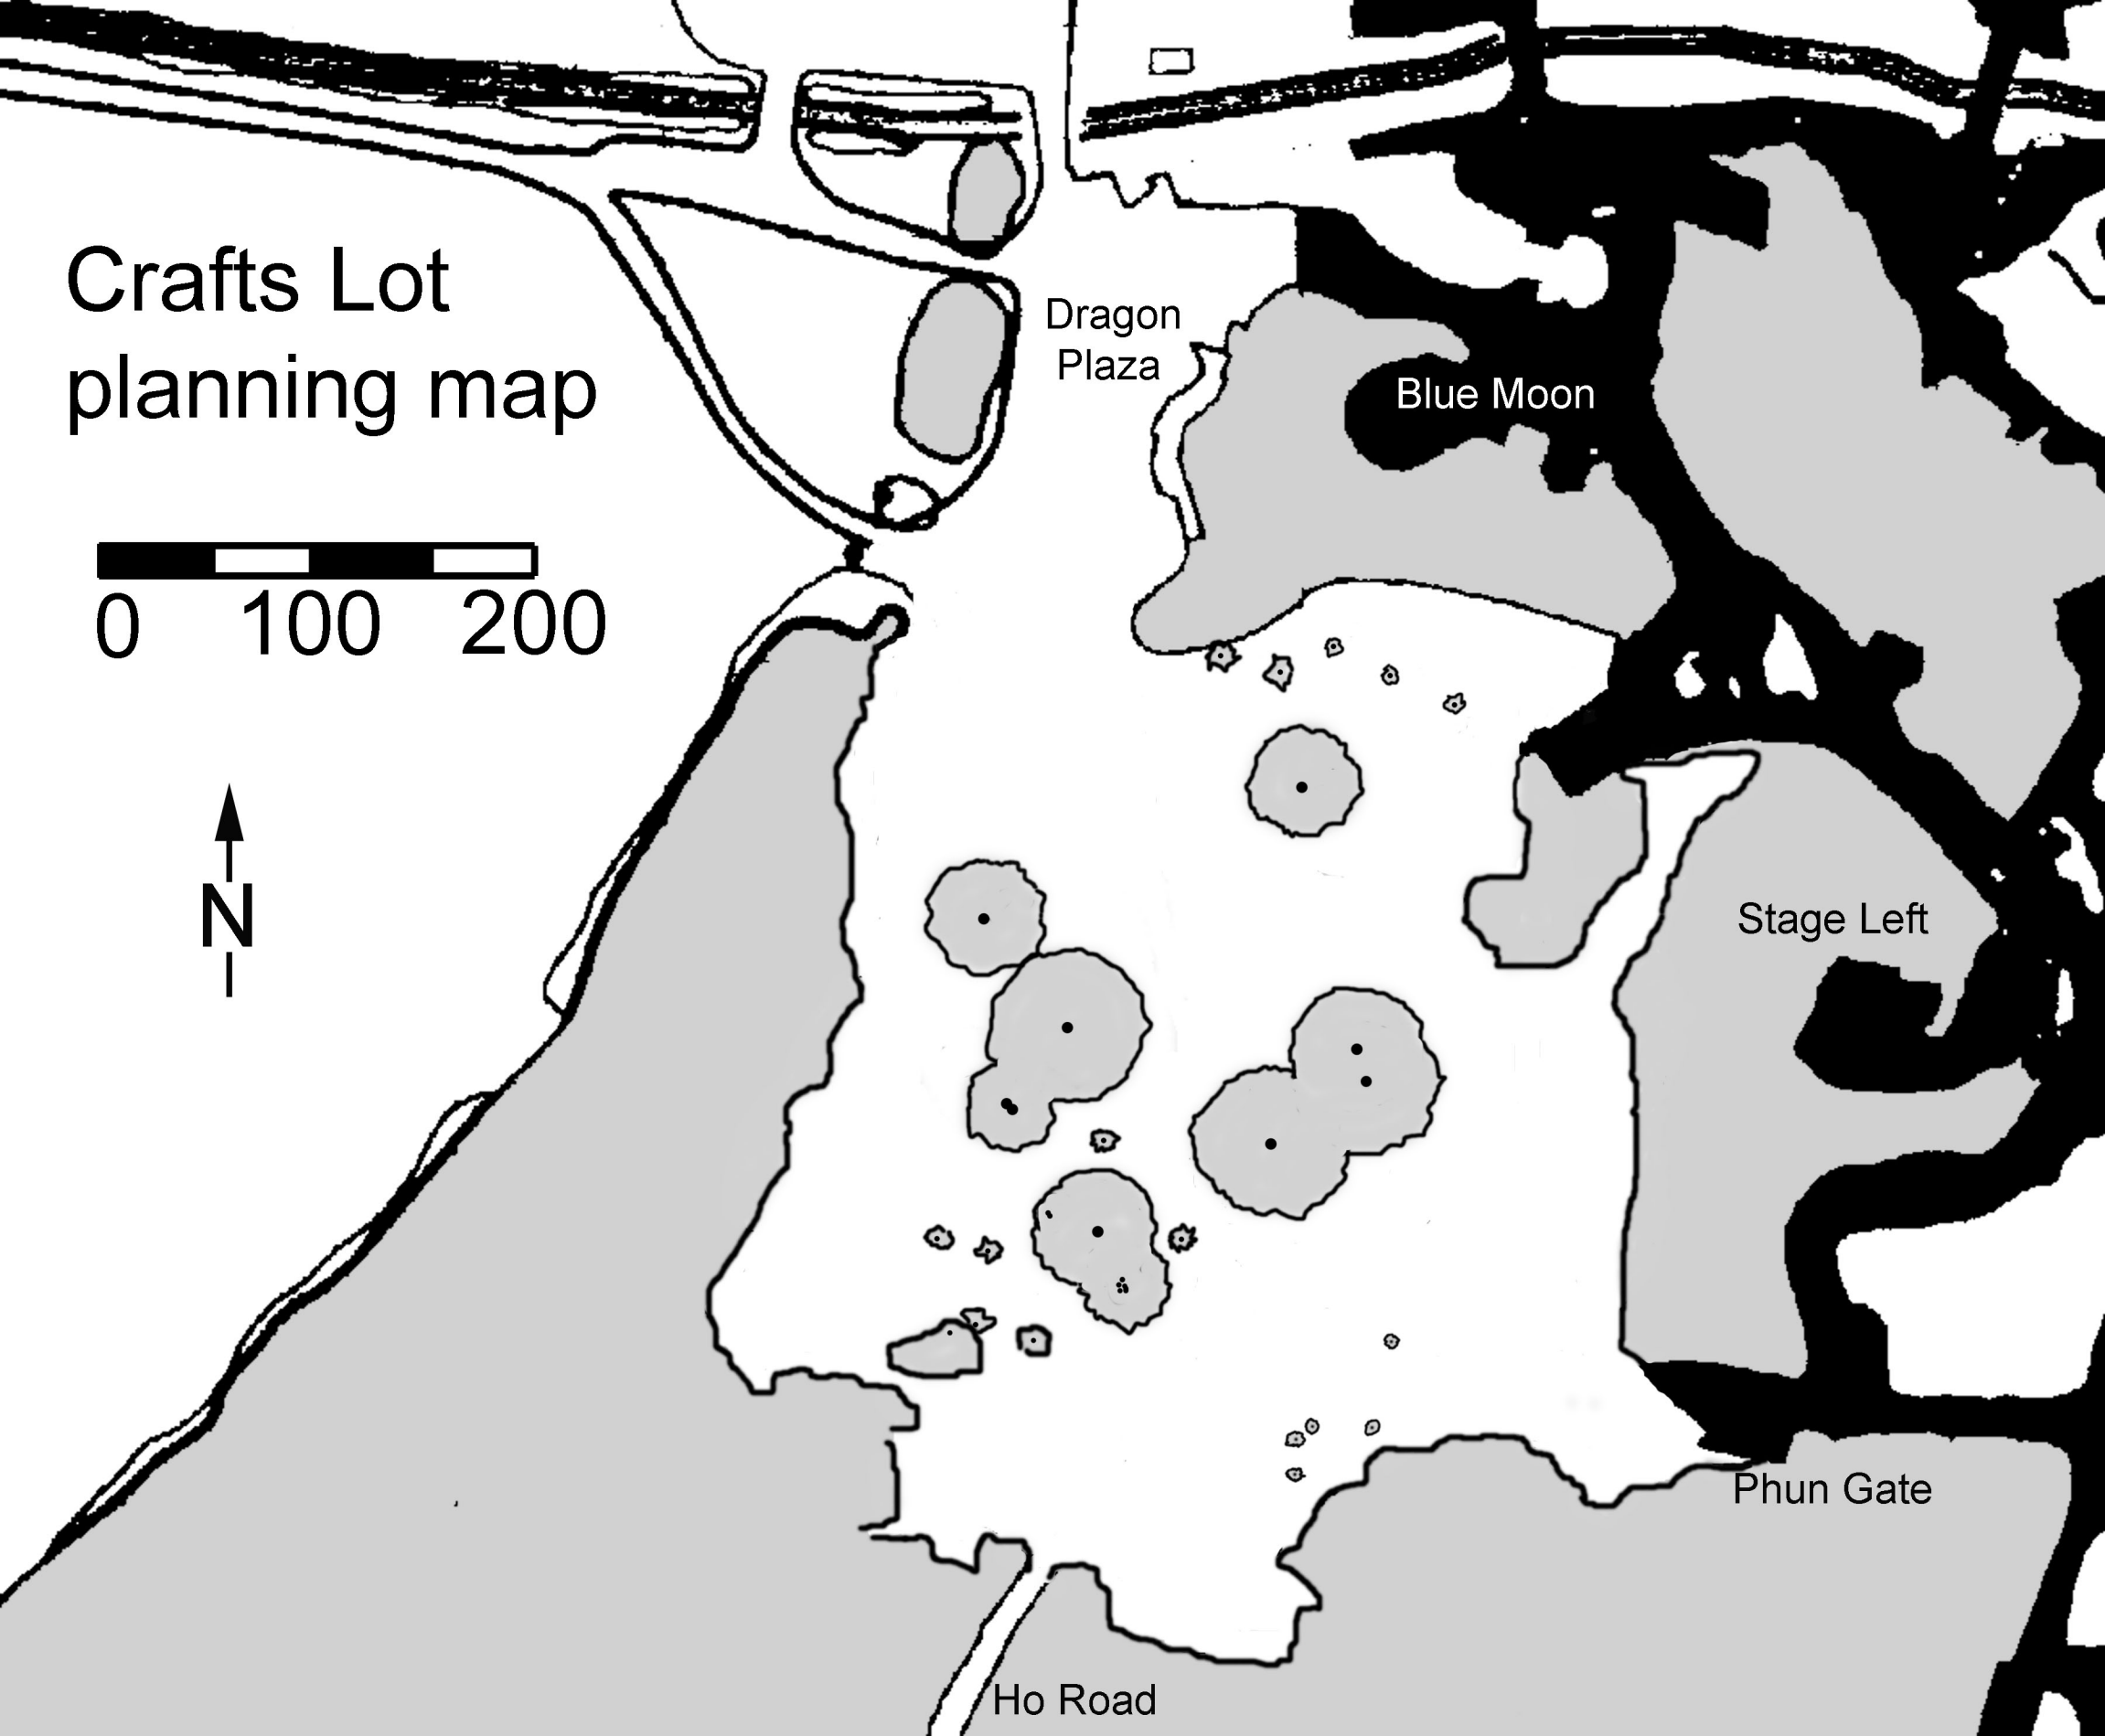 Crafts Lot
planning map
0 100 200
N
Dragon
Plaza
Blue Moon
Stage Left
Phun Gate
Ho Road